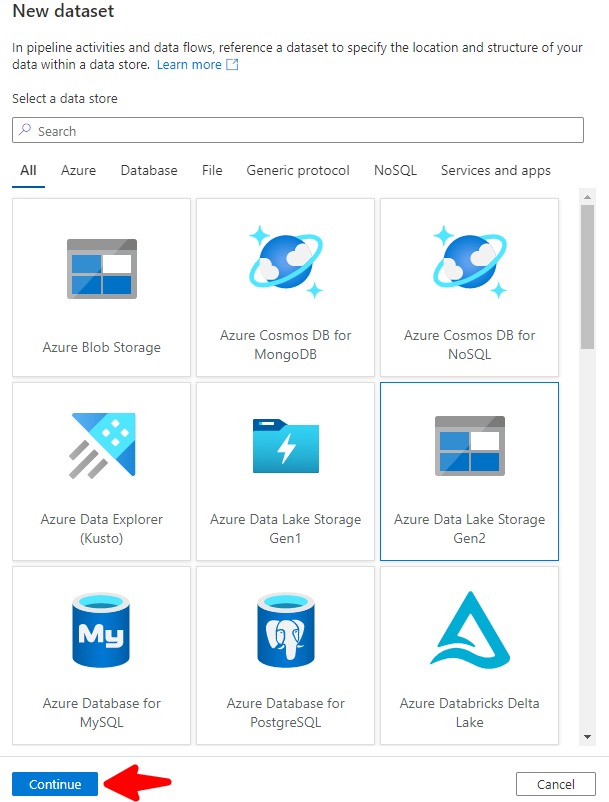 New dataset
In pipeline activities and data flows, reference a dataset to specify the location and structure of your
data within a data store. Learn more
Select a data store
Search
All Azure Database File Generic protocol NoSQL Services and apps
Azure Blob Storage
Azure Cosmos DB for
MongoDB
Azure Cosmos DB for
NoSQL
Azure Data Explorer
(Kusto)
Azure Data Lake Storage
Gen1
Azure Data Lake Storage
Gen2
My
Azure Database for
MySQL
Azure Database for
PostgreSQL
Azure Databricks Delta
Lake
Continue
Cancel